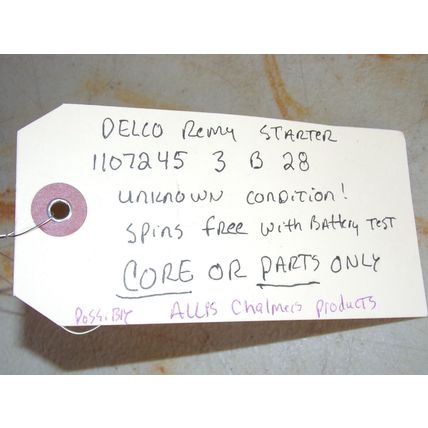 DELCO Remy STARTER
1107245 3 B 28
UNKNOWN CONDITION!
SPINS FREE WITH BATTERY TEST
CORE OR PARTS ONLY
POSSIBLY ALLIS Chalmers Products